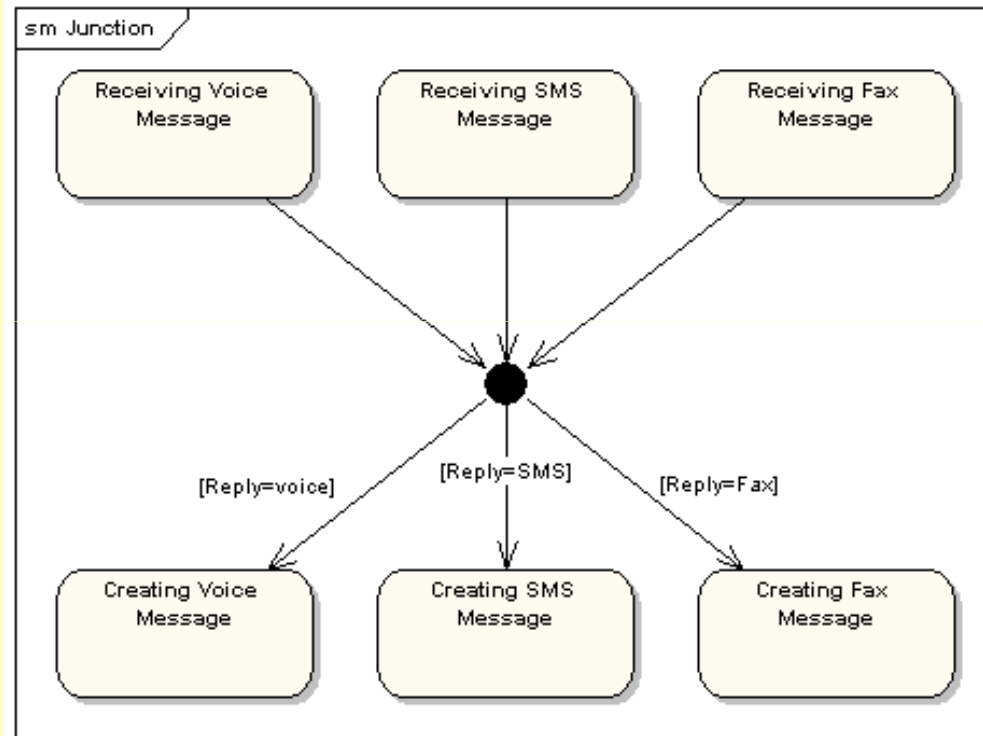 sm Junction
Receiving Voice
Message
Receiving SMS
Message
Receiving Fax
Message
[Reply=voice]
[Reply=SMS]
[Reply=Fax]
Creating Voice
Message
Creating SMS
Message
Creating Fax
Message